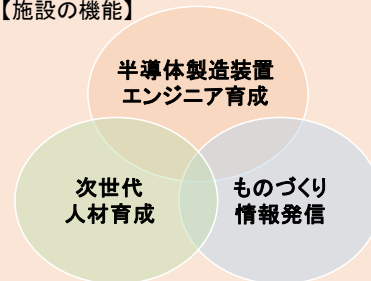 【施設の機能】
半導体製造装置
エンジニア育成
次世代
人材育成
ものづくり
情報発信